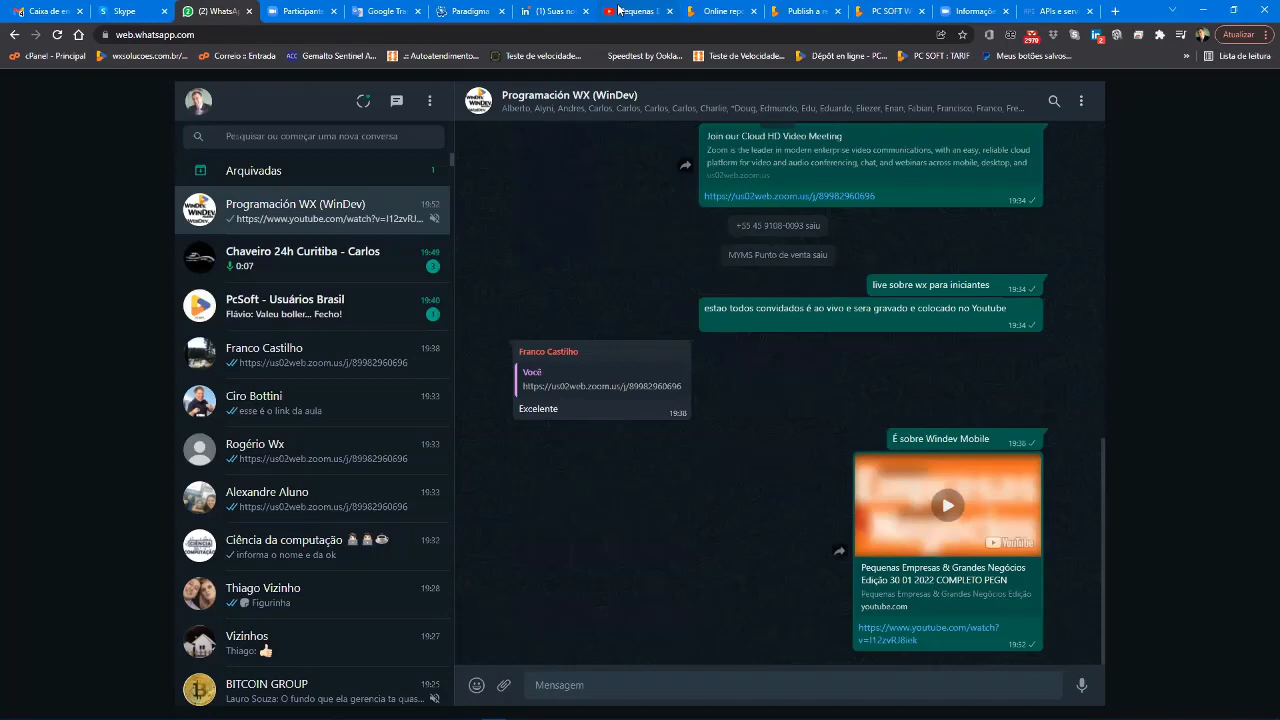 Caixa de en
Skype
(2) WhatsA
Participante
Google Tra
Paradigma
(1) Suas no
Pequenas E
Online repo
Publish a re
PC SOFT W
Informaçõe
APIs e serv
web.whatsapp.com
Atualizar
cPanel - Principal
wxsolucoes.com.br
Correio
Gemalto Sentinel A...
::Autoatendimento...
Teste de velocidade...
Speedtest by Ookla...
Teste de Velocidade...
Dépôt en ligne : PC...
PC SOFT : TARIF
Dossier mes achats...
Lista de leitura
Pesquisar ou começar uma nova conversa
Arquivadas
1
Programación WX (WinDev)
19:52
https://www.youtube.com/watch?v=I12zvRJ...
Chaveiro 24h Curitiba - Carlos
19:49
0:07
PcSoft - Usuários Brasil
19:40
Flávio: Valeu boller... Fecho!
1
Franco Castilho
19:38
https://us02web.zoom.us/j/89982960696
Ciro Bottini
19:33
esse é o link da aula
Rogério Wx
19:33
https://us02web.zoom.us/j/89982960696
Alexandre Aluno
19:33
https://us02web.zoom.us/j/89982960696
Ciência da computação
19:32
informa o nome e da ok
Thiago Vizinho
19:28
Figurinha
Vizinhos
19:27
Thiago: 👍🏻
BITCOIN GROUP
19:25
Lauro Souza: O fundo que ela gerencia ta quas...
Programación WX (WinDev)
Alberto, Alyni, Andres, Carlos, Carlos, Carlos, Carlos, Charlie, *Doug, Edmundo, Edu, Eduardo, Eliezer, Enan, Fabian, Francisco, Franco, Fre...
Join our Cloud HD Video Meeting
Zoom is the leader in modern enterprise video communications, with an easy, reliable cloud
platform for video and audio conferencing, chat, and webinars across mobile, desktop, and
us02web.zoom.us
https://us02web.zoom.us/j/89982960696
19:34
+55 45 9108-0093 saiu
MYMS Punto de venta saiu
live sobre wx para iniciantes
19:34
estao todos convidados é ao vivo e sera gravado e colocado no Youtube
19:34
Franco Castilho
Você
https://us02web.zoom.us/j/89982960696
Excelente
19:38
É sobre Windev Mobile
19:38
YouTube
Pequenas Empresas & Grandes Negócios
Edição 30 01 2022 COMPLETO PEGN
Pequenas Empresas & Grandes Negócios Edição
youtube.com
https://www.youtube.com/watch?
v=I12zvRJ8iek
19:52
Mensagem